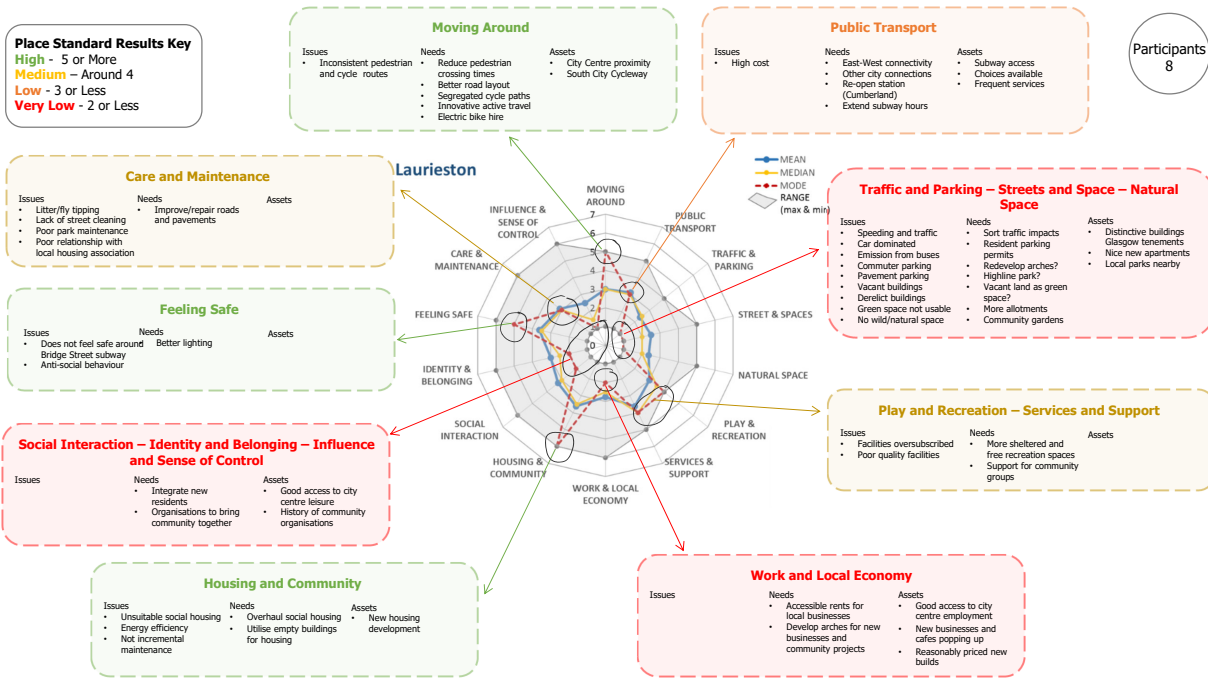 Place Standard Results Key
High - 5 or More
Medium – Around 4
Low - 3 or Less
Very Low - 2 or Less
Moving Around
Issues
• Inconsistent pedestrian
and cycle routes
Needs
• Reduce pedestrian
crossing times
• Better road layout
• Segregated cycle paths
• Innovative active travel
• Electric bike hire
Assets
• City Centre proximity
• South City Cycleway
Public Transport
Issues
• High cost
Needs
• East-West connectivity
• Other city connections
• Re-open station
(Cumberland)
• Extend subway hours
Assets
• Subway access
• Choices available
• Frequent services
Participants
8
Care and Maintenance
Issues
• Litter/fly tipping
• Lack of street cleaning
• Poor park maintenance
• Poor relationship with
local housing association
Needs
• Improve/repair roads
and pavements
Assets
Laurieston
MEAN
MEDIAN
MODE
RANGE
(max & min)
MOVING
AROUND
PUBLIC
TRANSPORT
TRAFFIC &
PARKING
STREET & SPACES
NATURAL SPACE
PLAY &
RECREATION
SERVICES &
SUPPORT
WORK & LOCAL
ECONOMY
HOUSING &
COMMUNITY
SOCIAL
INTERACTION
IDENTITY &
BELONGING
FEELING SAFE
CARE &
MAINTENANCE
INFLUENCE &
SENSE OF
CONTROL
7
6
5
4
3
2
1
0
Traffic and Parking – Streets and Space – Natural
Space
Issues
• Speeding and traffic
• Car dominated
• Emission from buses
• Commuter parking
• Pavement parking
• Vacant buildings
• Derelict buildings
• Green space not usable
• No wild/natural space
Needs
• Sort traffic impacts
• Resident parking
permits
• Redevelop arches?
• Highline park?
• Vacant land as green
space?
• More allotments
• Community gardens
Assets
• Distinctive buildings
Glasgow tenements
• Nice new apartments
• Local parks nearby
Feeling Safe
Issues
• Does not feel safe around
Bridge Street subway
• Anti-social behaviour
Needs
• Better lighting
Assets
Play and Recreation – Services and Support
Issues
• Facilities oversubscribed
• Poor quality facilities
Needs
• More sheltered and
free recreation spaces
• Support for community
groups
Assets
Social Interaction – Identity and Belonging – Influence
and Sense of Control
Issues
Needs
• Integrate new
residents
• Organisations to bring
community together
Assets
• Good access to city
centre leisure
• History of community
organisations
Housing and Community
Issues
• Unsuitable social housing
• Energy efficiency
• Not incremental
maintenance
Needs
• Overhaul social housing
• Utilise empty buildings
for housing
Assets
• New housing
development
Work and Local Economy
Issues
Needs
• Accessible rents for
local businesses
• Develop arches for new
businesses and
community projects
Assets
• Good access to city
centre employment
• New businesses and
cafes popping up
• Reasonably priced new
builds